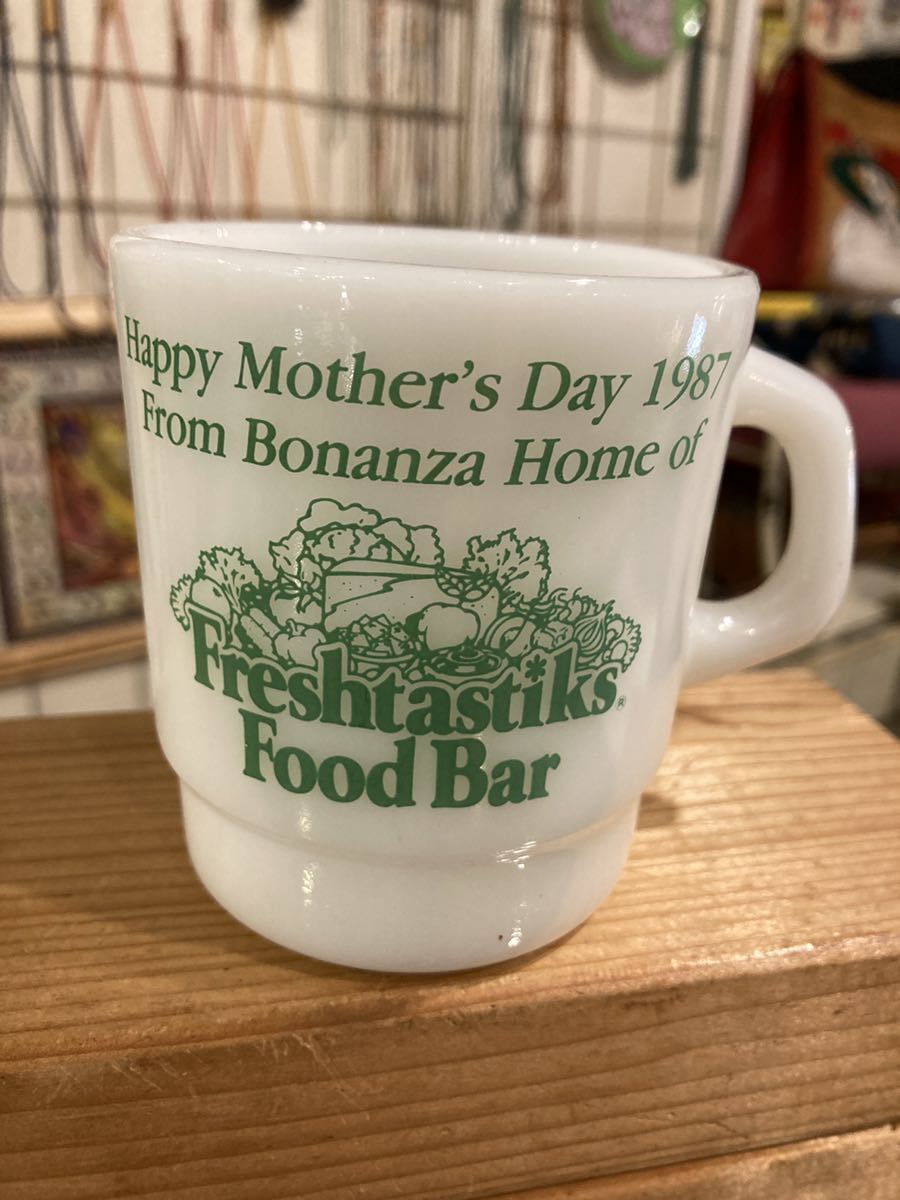 Happy Mother's Day 1987
From Bonanza Home of
Freshtastiks®
Food Bar